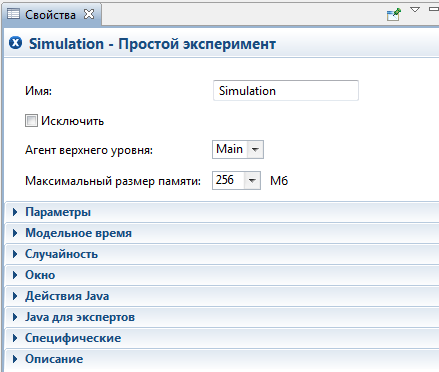 Свойства
Simulation - Простой эксперимент
Имя: Simulation
Исключить
Агент верхнего уровня: Main
Максимальный размер памяти: 256 Мб
Параметры
Модельное время
Случайность
Окно
Действия Java
Java для экспертов
Специфические
Описание